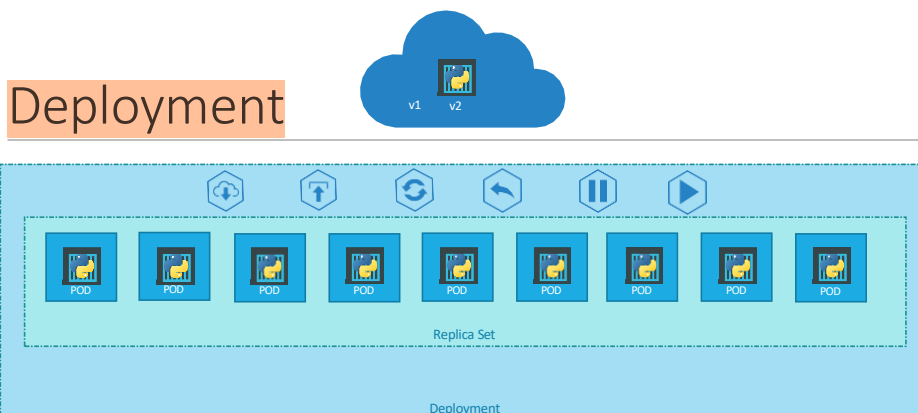 Deployment
v1 v2
POD POD POD POD POD POD POD POD POD
Replica Set
Deployment